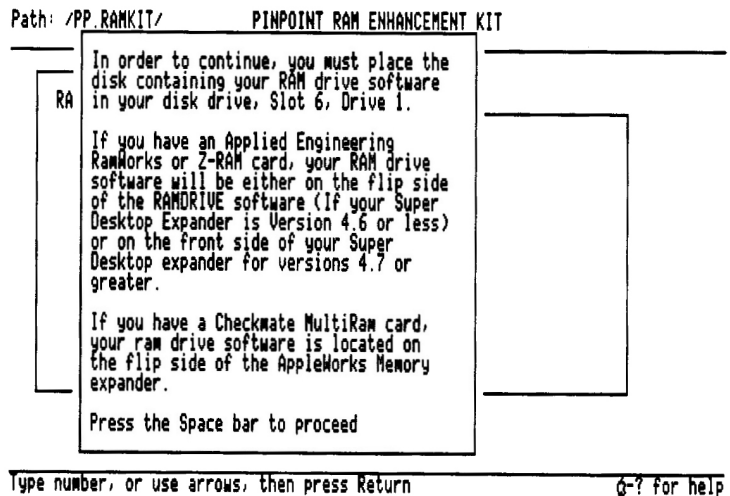 Path: /PP.RAMKIT/ PINPOINT RAM ENHANCEMENT KIT
In order to continue, you must place the
disk containing your RAM drive software
RA in your disk drive, Slot 6, Drive 1.
If you have an Applied Engineering
RamWorks or Z-RAM card, your RAM drive
software will be either on the flip side
of the RAMDRIVE software (If your Super
Desktop Expander is Version 4.6 or less)
or on the front side of your Super
Desktop expander for versions 4.7 or
greater.
If you have a Checkmate MultiRam card,
your ram drive software is located on
the flip side of the AppleWorks Memory
expander.
Press the Space bar to proceed
Type number, or use arrows, then press Return -? for help